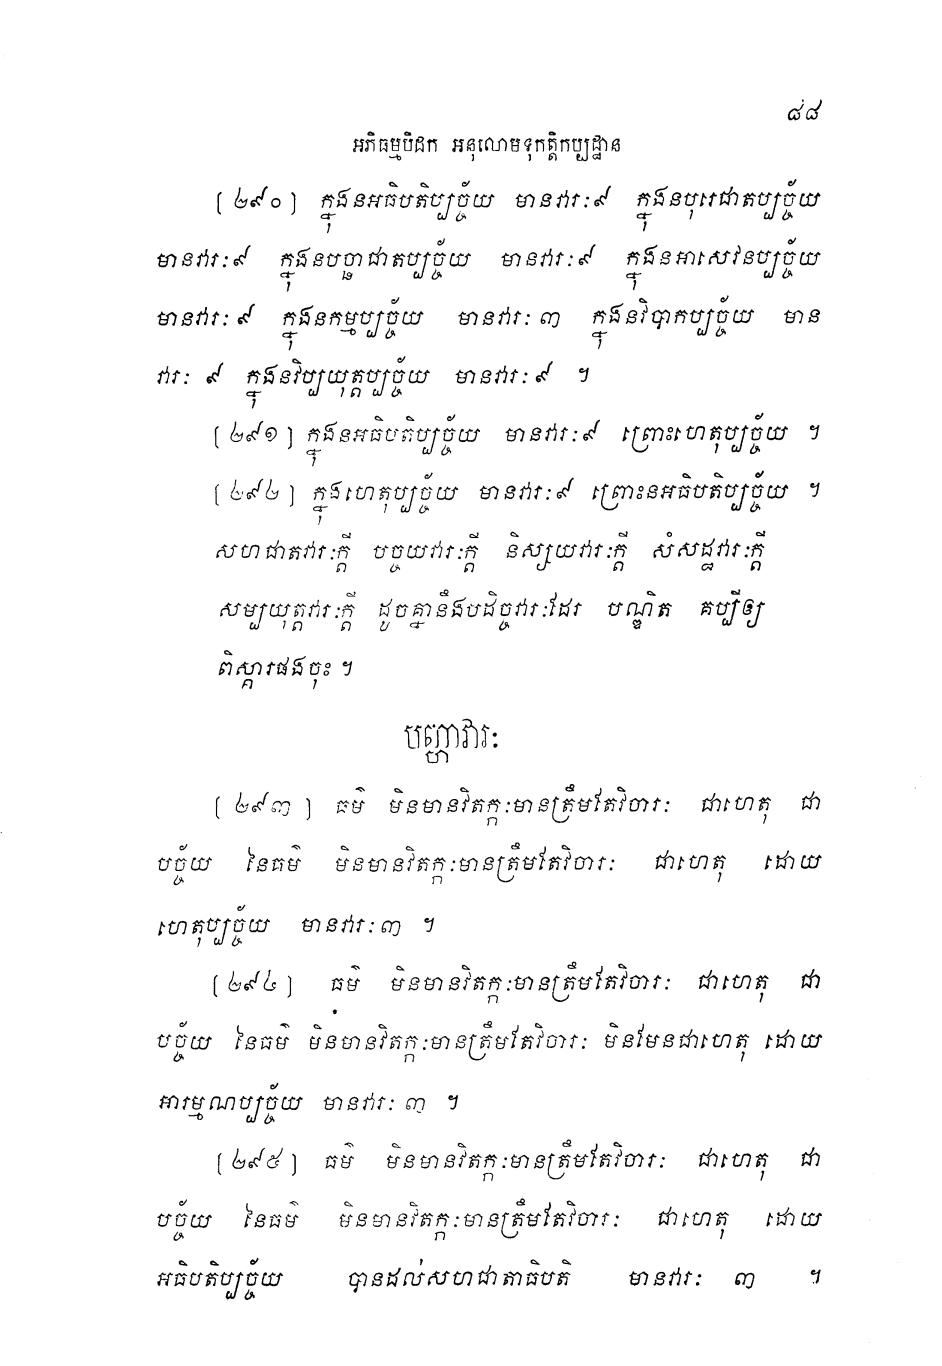 ៨៨
អភិធម្មបិដក អនុលោមទុកត្តិកប្បដ្ឋាន
[ ២៩០ ] ក្នុងនអធិបតិប្បច្ច័យ មានវារៈ៩ ក្នុងនបុរេជាតប្បច្ច័យ
មានវារៈ៩ ក្នុងនបច្ឆាជាតប្បច្ច័យ មានវារៈ៩ ក្នុងនអាសេវនប្បច្ច័យ
មានវារៈ៩ ក្នុងនកម្មប្បច្ច័យ មានវារៈ ៣ ក្នុងនវិបាកប្បច្ច័យ មាន
វារៈ ៩ ក្នុងនវិប្បយុត្តប្បច្ច័យ មានវារៈ៩ ។
[ ២៩១ ] ក្នុងនអធិបតិប្បច្ច័យ មានវារៈ៩ ព្រោះហេតុប្បច្ច័យ ។
[ ២៩២ ] ក្នុងហេតុប្បច្ច័យ មានវារៈ៩ ព្រោះនអធិបតិប្បច្ច័យ ។
សហជាតវារៈក្តី បច្ចយវារៈក្តី និស្សយវារៈក្តី សំសដ្ឋវារៈក្តី
សម្បយុត្តវារៈក្តី ដូចគ្នានឹងបដិច្ចវារៈដែរ បណ្ឌិត គប្បីឲ្យ
ពិស្តារផងចុះ ។
បញ្ហាវារៈ
[ ២៩៣ ] ធម៌ មិនមានវិតក្កៈមានត្រឹមតែវិចារៈ ជាហេតុ ជា
បច្ច័យ នៃធម៌ មិនមានវិតក្កៈមានត្រឹមតែវិចារៈ ជាហេតុ ដោយ
ហេតុប្បច្ច័យ មានវារៈ៣ ។
[ ២៩៤ ] ធម៌ មិនមានវិតក្កៈមានត្រឹមតែវិចារៈ ជាហេតុ ជា
បច្ច័យ នៃធម៌ មិនមានវិតក្កៈមានត្រឹមតែវិចារៈ មិនមែនជាហេតុ ដោយ
អារម្មណប្បច្ច័យ មានវារៈ ៣ ។
[ ២៩៥ ] ធម៌ មិនមានវិតក្កៈមានត្រឹមតែវិចារៈ ជាហេតុ ជា
បច្ច័យ នៃធម៌ មិនមានវិតក្កៈមានត្រឹមតែវិចារៈ ជាហេតុ ដោយ
អធិបតិប្បច្ច័យ បានដល់សហជាតាធិបតិ មានវារៈ ៣ ។